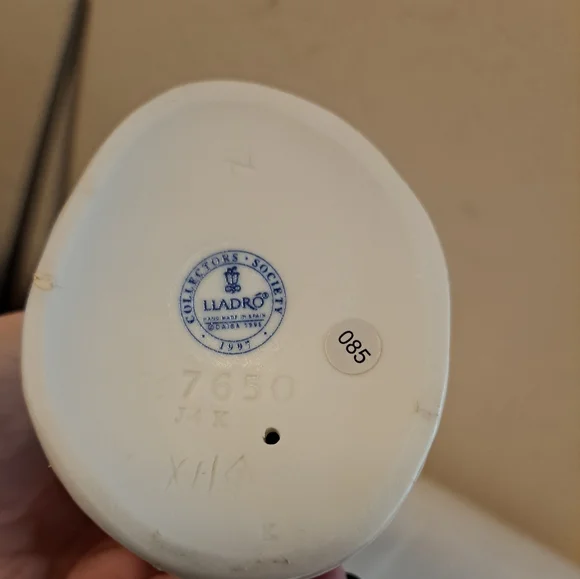 COLLECTORS · SOCIETY
LLADRÓ
HAND MADE IN SPAIN
· 1997 ·
085
7650